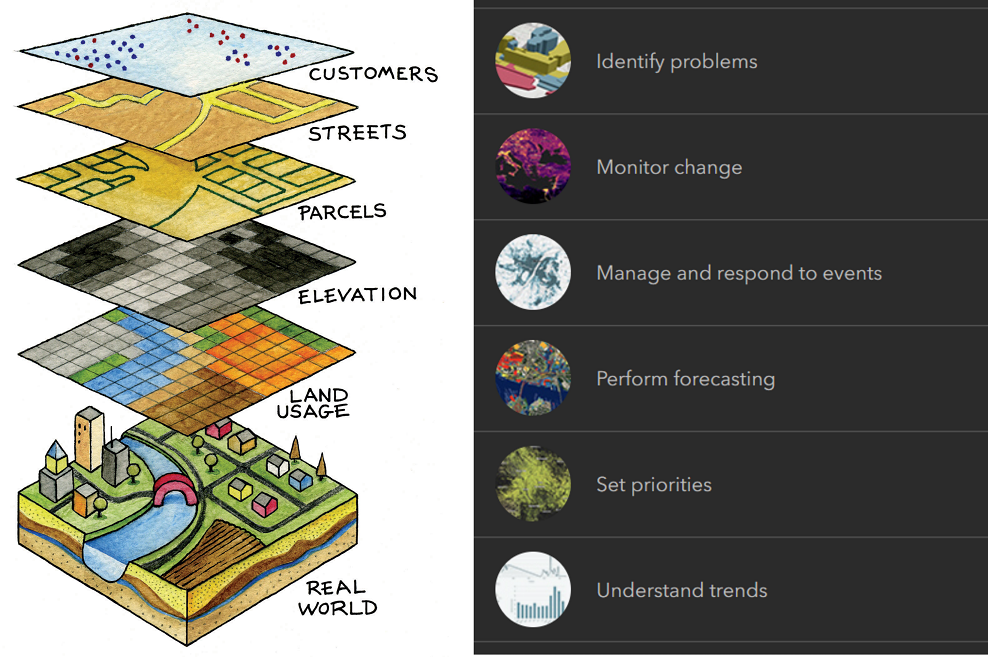 CUSTOMERS
STREETS
PARCELS
ELEVATION
LAND
USAGE
REAL
WORLD
Identify problems
Monitor change
Manage and respond to events
Perform forecasting
Set priorities
Understand trends